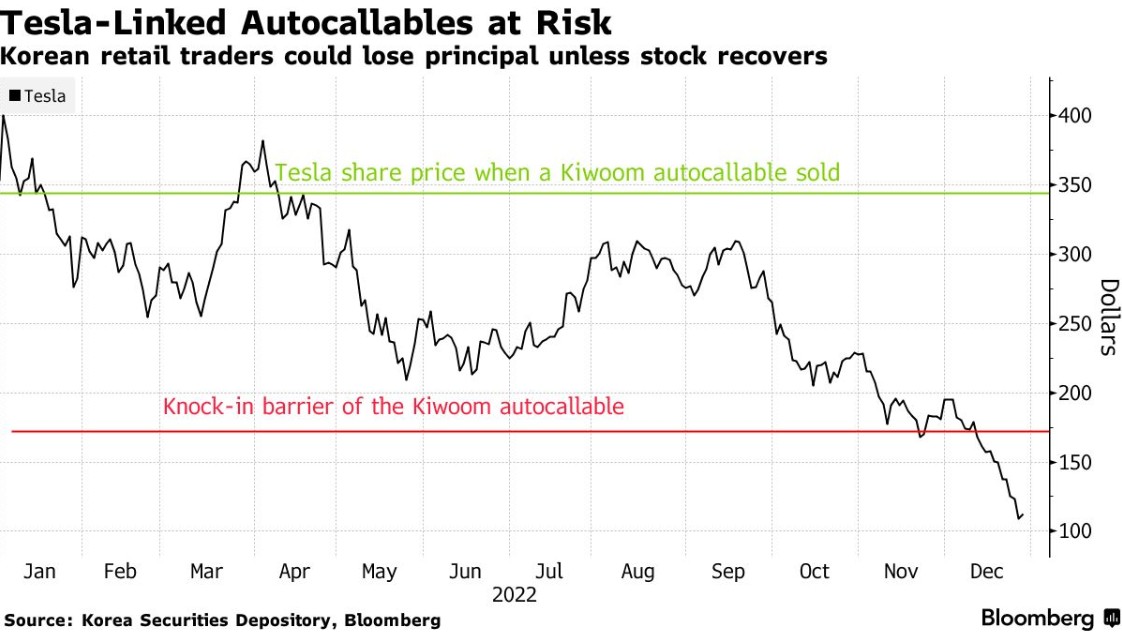 Tesla-Linked Autocallables at Risk
Korean retail traders could lose principal unless stock recovers
Tesla
400
Tesla share price when a Kiwoom autocallable sold
350
300
250
Dollars
200
Knock-in barrier of the Kiwoom autocallable
150
100
Jan Feb Mar Apr May Jun Jul Aug Sep Oct Nov Dec
2022
Source: Korea Securities Depository, Bloomberg
Bloomberg